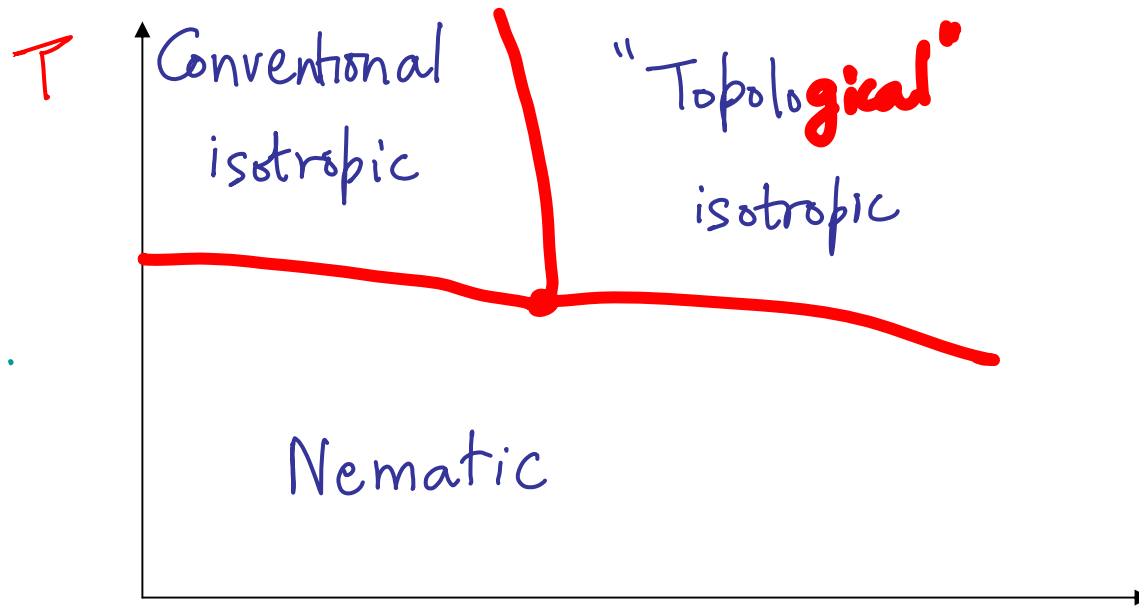 T
Conventional
isotropic
"Topological"
isotropic
Nematic